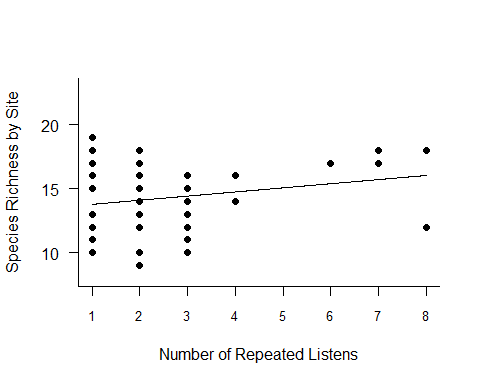 Species Richness by Site
20
15
10
1 2 3 4 5 6 7 8
Number of Repeated Listens